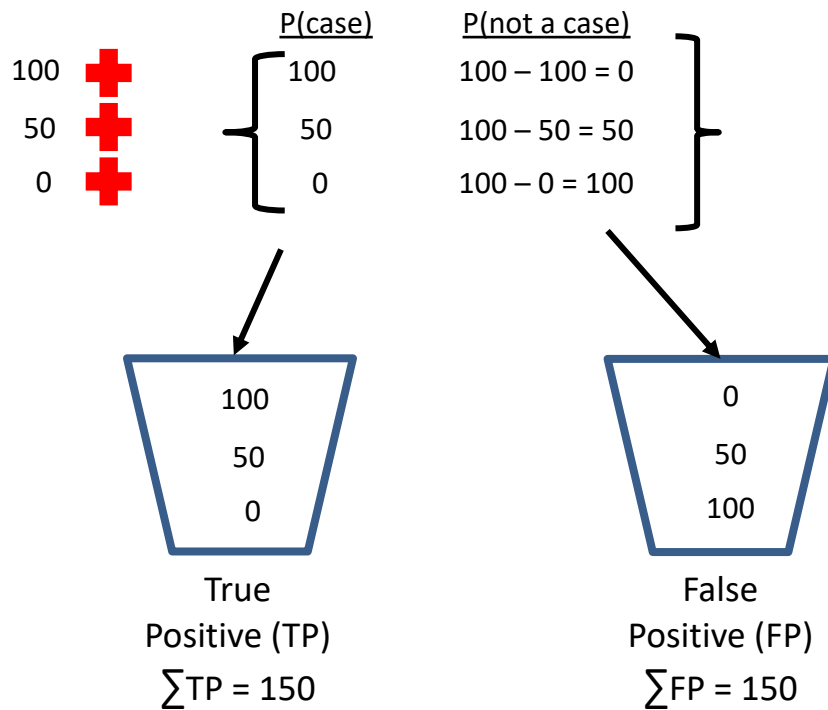 P(case) P(not a case)
100 100 100 – 100 = 0
50 50 100 – 50 = 50
0 0 100 – 0 = 100
100 0
50 50
0 100
True False
Positive (TP) Positive (FP)
∑TP = 150 ∑FP = 150